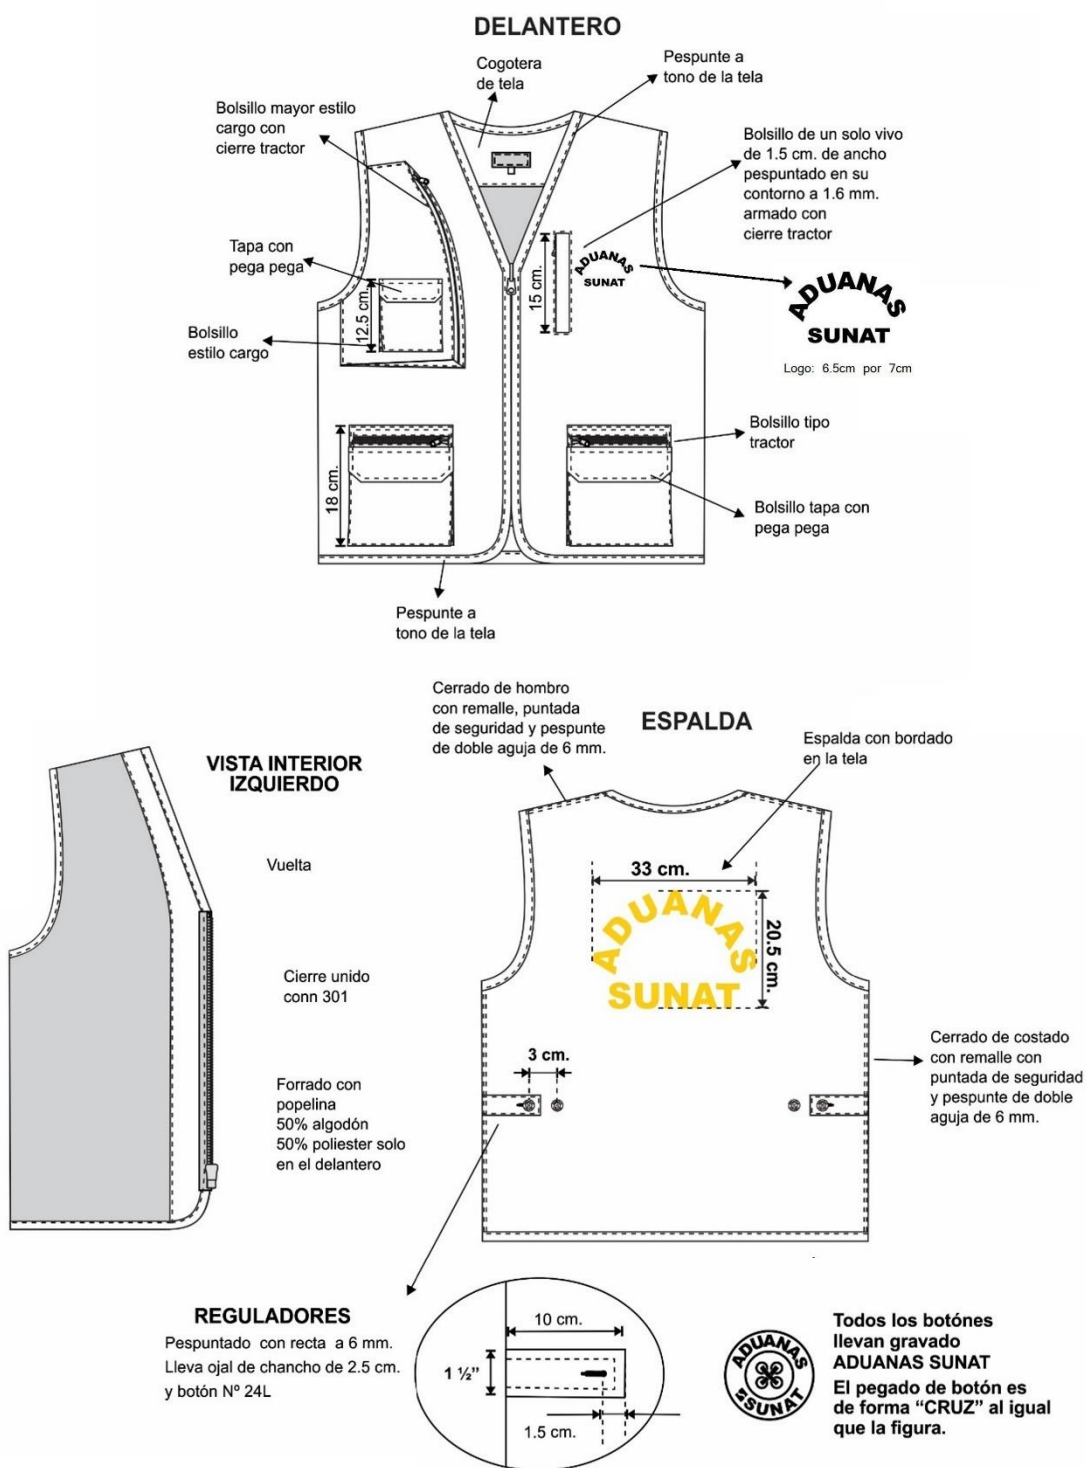 DELANTERO
Cogotera
de tela
Pespunte a
tono de la tela
Bolsillo mayor estilo
cargo con
cierre tractor
Bolsillo de un solo vivo
de 1.5 cm. de ancho
pespuntado en su
contorno a 1.6 mm.
armado con
cierre tractor
Tapa con
pega pega
12.5 cm.
15 cm.
ADUANAS
SUNAT
ADUANAS
SUNAT
Logo: 6.5cm por 7cm
Bolsillo
estilo cargo
18 cm.
Bolsillo tipo
tractor
Bolsillo tapa con
pega pega
Pespunte a
tono de la tela
Cerrado de hombro
con remalle, puntada
de seguridad y pespunte
de doble aguja de 6 mm.
ESPALDA
Espalda con bordado
en la tela
VISTA INTERIOR
IZQUIERDO
Vuelta
Cierre unido
conn 301
Forrado con
popelina
50% algodón
50% poliester solo
en el delantero
33 cm.
ADUANAS
SUNAT
20.5 cm.
3 cm.
Cerrado de costado
con remalle con
puntada de seguridad
y pespunte de doble
aguja de 6 mm.
REGULADORES
Pespuntado con recta a 6 mm.
Lleva ojal de chancho de 2.5 cm.
y botón Nº 24L
10 cm.
1 ½”
1.5 cm.
ADUANAS
SUNAT
Todos los botónes
llevan gravado
ADUANAS SUNAT
El pegado de botón es
de forma “CRUZ” al igual
que la figura.